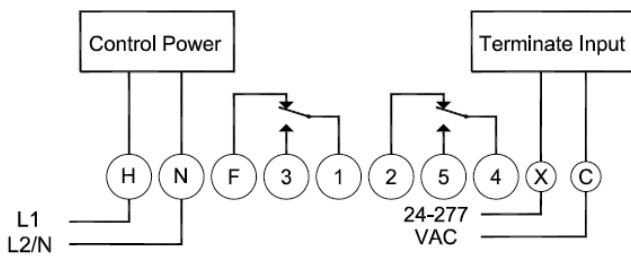 Control Power
Terminate Input
H N F 3 1 2 5 4 X C
L1
L2/N
24-277
VAC